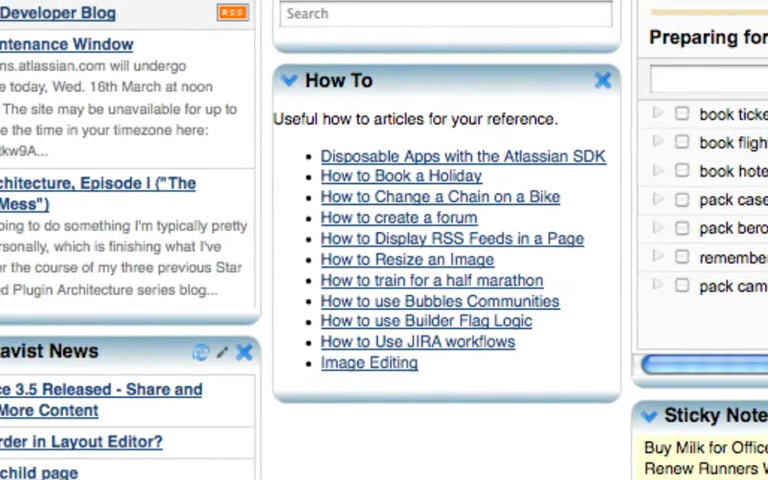 Developer Blog
RSS
ntenance Window
ns.atlassian.com will undergo
e today, Wed. 16th March at noon
The site may be unavailable for up to
e the time in your timezone here:
tkw9A...
chitecture, Episode I ("The
Mess")
ping to do something I'm typically pretty
ersonally, which is finishing what I've
er the course of my three previous Star
d Plugin Architecture series blog...
tavist News
ce 3.5 Released - Share and
More Content
rder in Layout Editor?
child page
Search
How To
Useful how to articles for your reference.
Disposable Apps with the Atlassian SDK
How to Book a Holiday
How to Change a Chain on a Bike
How to create a forum
How to Display RSS Feeds in a Page
How to Resize an Image
How to train for a half marathon
How to use Bubbles Communities
How to use Builder Flag Logic
How to Use JIRA workflows
Image Editing
Preparing for
book ticke
book fligh
book hote
pack case
pack bero
remember
pack cam
Sticky Note
Buy Milk for Offic
Renew Runners W